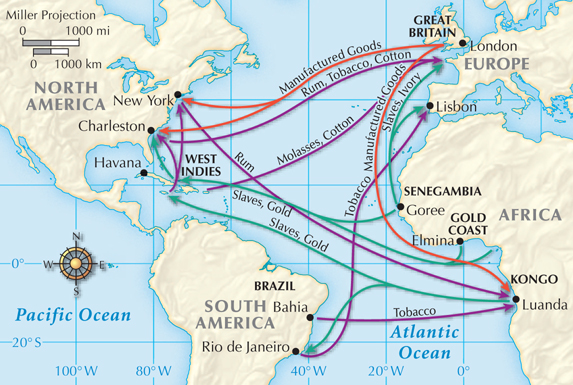 Miller Projection
0 1000 mi
0 1000 km
GREAT
BRITAIN
London
EUROPE
Manufactured Goods
Rum, Tobacco, Cotton
NORTH
AMERICA
New York
Charleston
Lisbon
Molasses, Cotton
Manufactured Goods
Slaves, Ivory
Havana
WEST
INDIES
Rum
Tobacco
SENEGAMBIA
Goree
AFRICA
Slaves, Gold
Slaves, Gold
GOLD
COAST
Elmina
N
W E
S
0°
KONGO
Luanda
BRAZIL
SOUTH
AMERICA
Bahia
Tobacco
Pacific Ocean
Atlantic
Ocean
20°S
Rio de Janeiro
100°W
80°W
40°W
20°W
0°